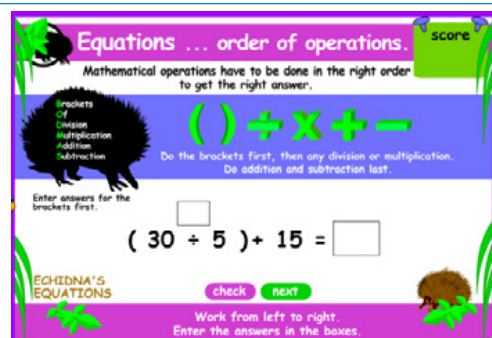 Equations ... order of operations.
score
Mathematical operations have to be done in the right order
to get the right answer.
Brackets
Of
Division
Multiplication
Addition
Subtraction
( ) ÷ x + −
Do the brackets first, then any division or multiplication.
Do addition and subtraction last.
Enter answers for the
brackets first.
( 30 ÷ 5 ) + 15 =
ECHIDNA'S
EQUATIONS
check
next
Work from left to right.
Enter the answers in the boxes.